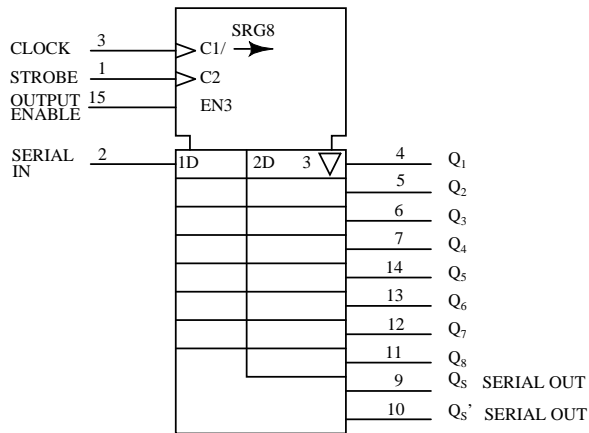 SRG8
CLOCK 3 C1/
STROBE 1 C2
OUTPUT ENABLE 15 EN3
SERIAL IN 2 1D 2D 3 4 Q1
5 Q2
6 Q3
7 Q4
14 Q5
13 Q6
12 Q7
11 Q8
9 QS SERIAL OUT
10 QS' SERIAL OUT